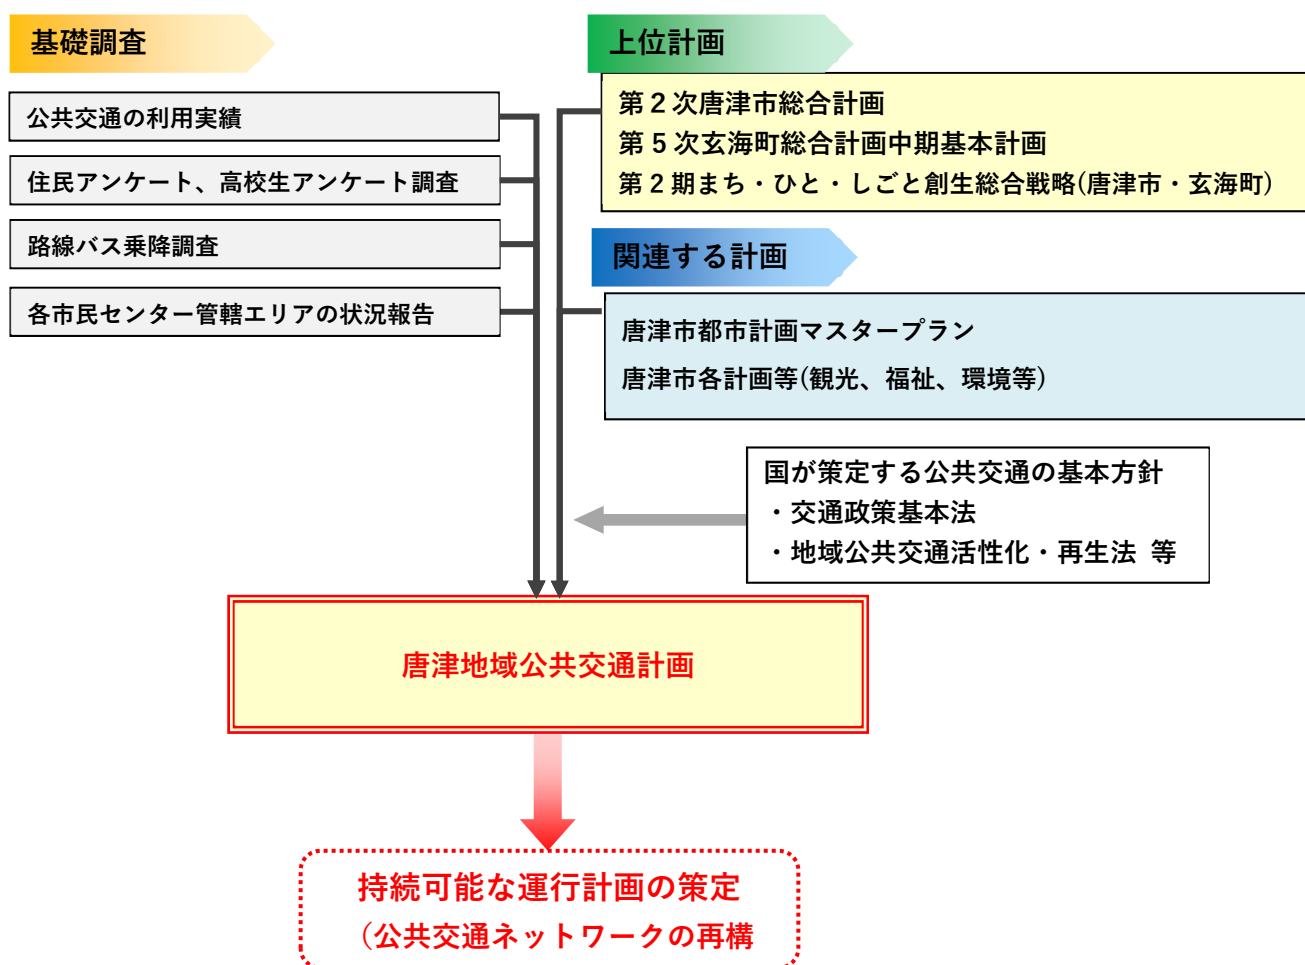 基礎調査
公共交通の利用実績
住民アンケート、高校生アンケート調査
路線バス乗降調査
各市民センター管轄エリアの状況報告
上位計画
第2次唐津市総合計画
第5次玄海町総合計画中期基本計画
第2期まち・ひと・しごと創生総合戦略(唐津市・玄海町)
関連する計画
唐津市都市計画マスタープラン
唐津市各計画等(観光、福祉、環境等)
国が策定する公共交通の基本方針
・交通政策基本法
・地域公共交通活性化・再生法 等
唐津地域公共交通計画
持続可能な運行計画の策定
（公共交通ネットワークの再構